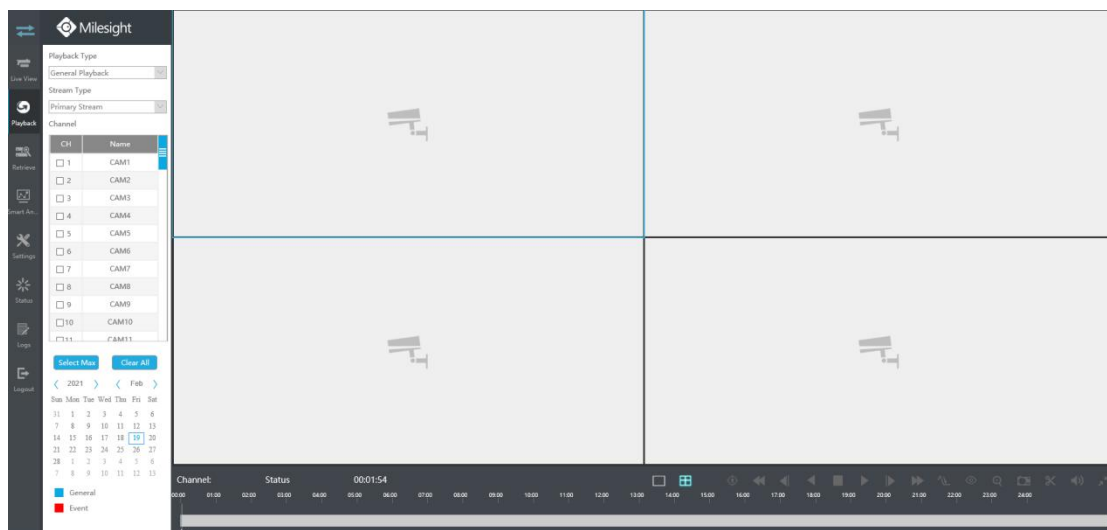 Milesight
Live View
Playback
Retrieve
Smart An...
Settings
Status
Logs
Logout
Playback Type
General Playback
Stream Type
Primary Stream
Channel
CH Name
1 CAM1
2 CAM2
3 CAM3
4 CAM4
5 CAM5
6 CAM6
7 CAM7
8 CAM8
9 CAM9
10 CAM10
11 CAM11
Select Max Clear All
2021 Feb
Sun Mon Tue Wed Thu Fri Sat
31 1 2 3 4 5 6
7 8 9 10 11 12 13
14 15 16 17 18 19 20
21 22 23 24 25 26 27
28 1 2 3 4 5 6
7 8 9 10 11 12 13
General
Event
Channel: Status 00:01:54
00:00 01:00 02:00 03:00 04:00 05:00 06:00 07:00 08:00 09:00 10:00 11:00 12:00 13:00 14:00 15:00 16:00 17:00 18:00 19:00 20:00 21:00 22:00 23:00 24:00